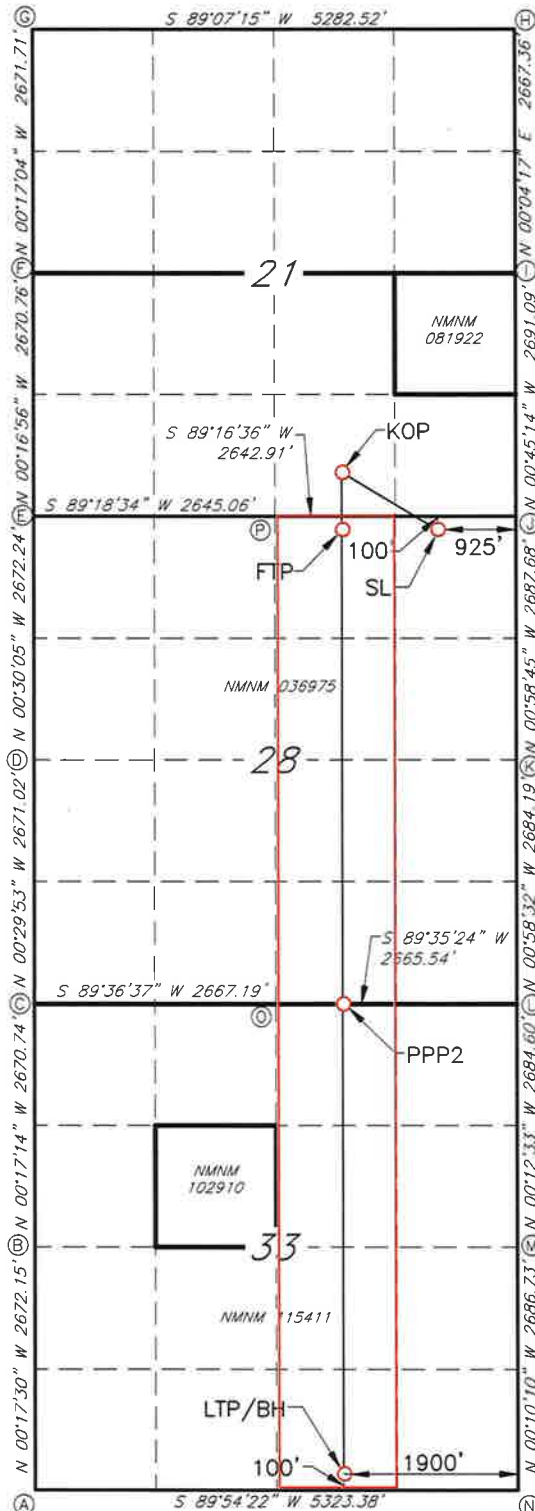 G
S 89°07'15" W 5282.52'
H
N 00°17'04" W 2671.71'
N 00°04'17" E 2667.36'
F
21
I
NMNM
081922
N 00°16'56" W 2670.76'
N 00°45'14" W 2691.09'
S 89°16'36" W
2642.91'
KOP
E
S 89°18'34" W 2645.06'
P
J
FTP
100'
925'
SL
N 00°30'05" W 2672.24'
N 00°58'45" W 2687.68'
NMNM 036975
D
28
K
N 00°29'53" W 2671.02'
N 00°58'32" W 2684.19'
S 89°35'24" W
2665.54'
C
S 89°36'37" W 2667.19'
O
L
PPP2
N 00°17'14" W 2670.74'
N 00°12'33" W 2684.60'
NMNM
102910
B
33
M
N 00°17'30" W 2672.15'
N 00°10'10" W 2686.73'
NMNM 115411
LTP/BH
100'
1900'
A
S 89°54'22" W 5323.38'
N